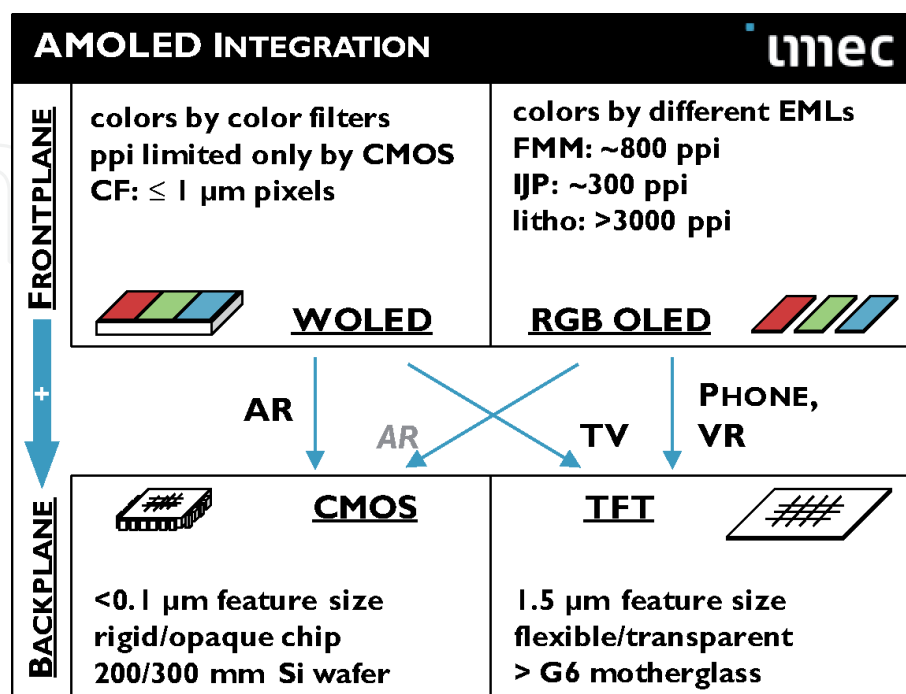 AMOLED INTEGRATION
imec
FRONTPLANE
colors by color filters
ppi limited only by CMOS
CF: ≤ 1 μm pixels
WOLED
colors by different EMLs
FMM: ~800 ppi
IJP: ~300 ppi
litho: >3000 ppi
RGB OLED
+
AR
AR
TV
PHONE,
VR
BACKPLANE
CMOS
<0.1 μm feature size
rigid/opaque chip
200/300 mm Si wafer
TFT
1.5 μm feature size
flexible/transparent
> G6 motherglass